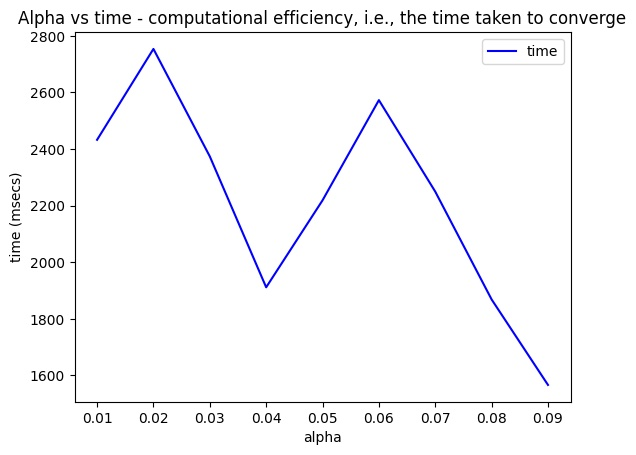 Alpha vs time - computational efficiency, i.e., the time taken to converge
time
time (msecs)
2800
2600
2400
2200
2000
1800
1600
0.01 0.02 0.03 0.04 0.05 0.06 0.07 0.08 0.09
alpha